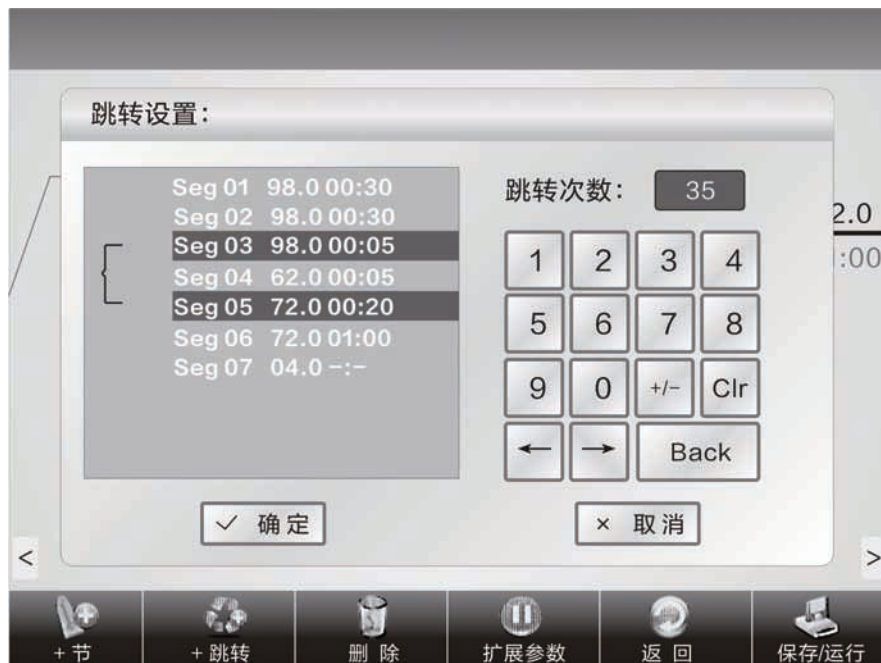 跳转设置：
Seg 01 98.0 00:30
Seg 02 98.0 00:30
Seg 03 98.0 00:05
Seg 04 62.0 00:05
Seg 05 72.0 00:20
Seg 06 72.0 01:00
Seg 07 04.0 -:-
跳转次数： 35
1 2 3 4
5 6 7 8
9 0 +/- Clr
← → Back
✓ 确定
× 取消
2.0
:00
< >
+ 节 + 跳转 删 除 扩展参数 返 回 保存/运行